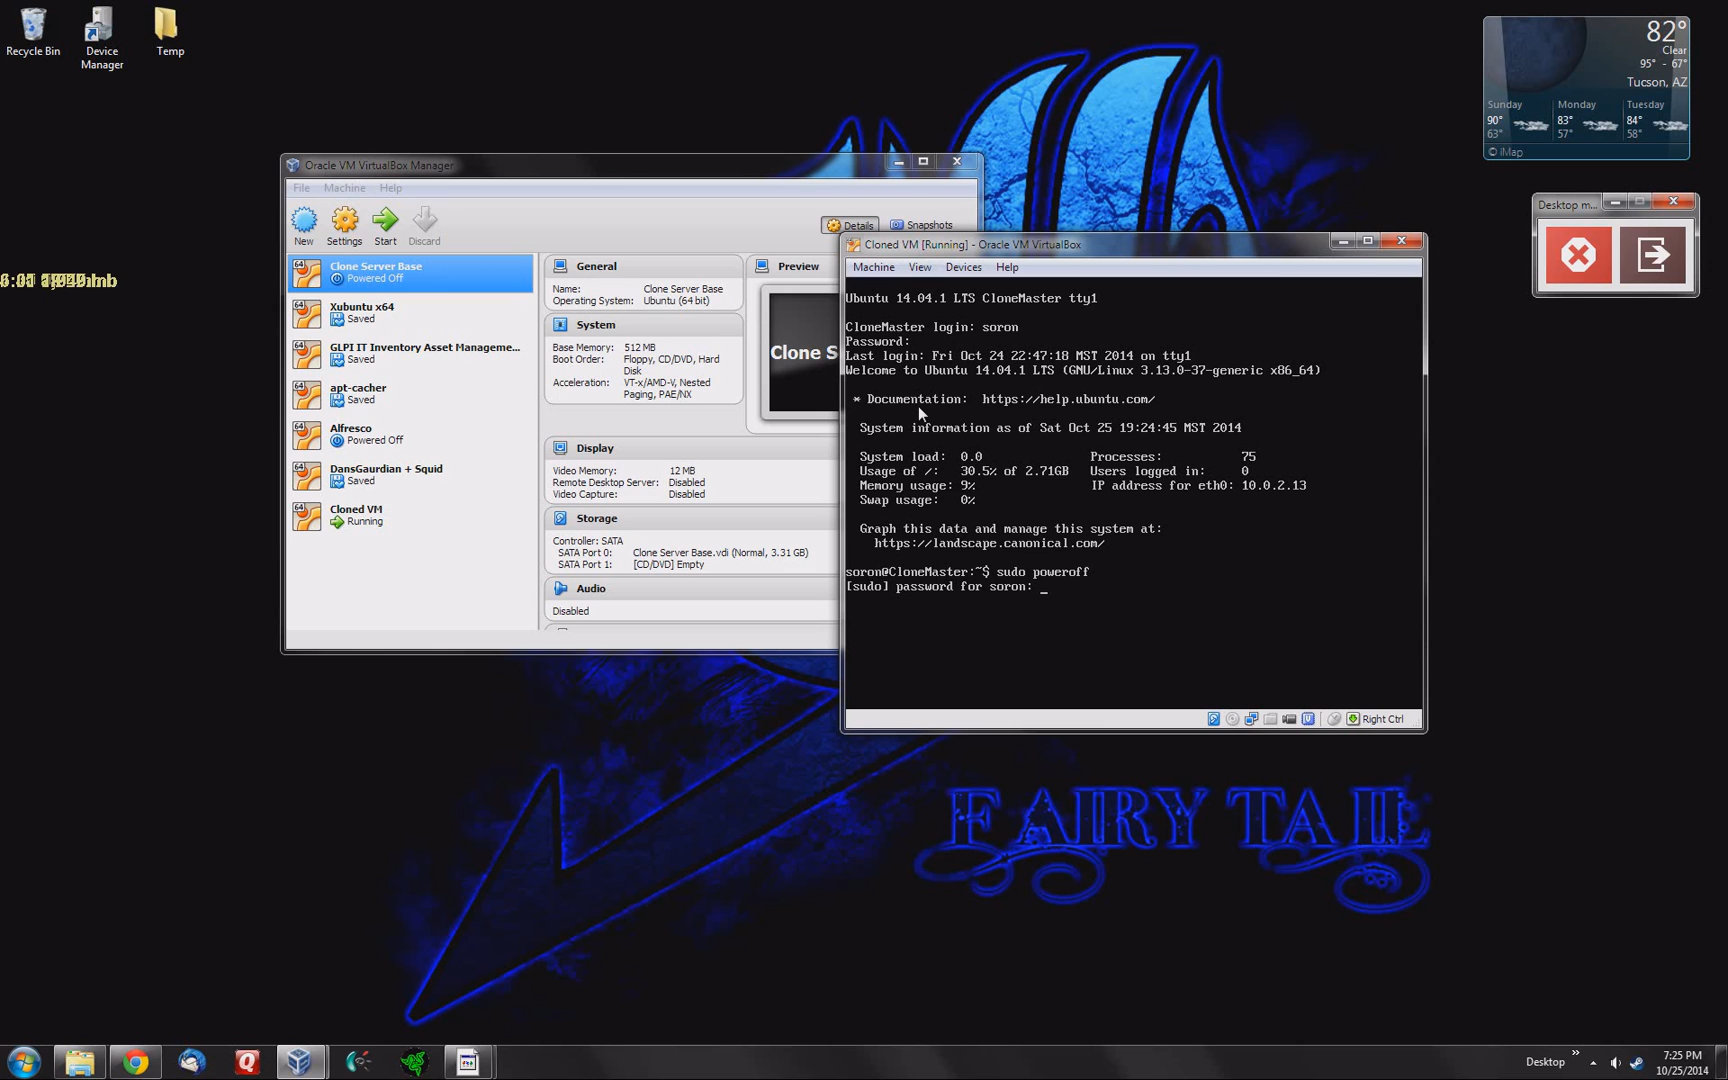 Recycle Bin
Device Manager
Temp
82°
Clear
95° - 67°
Tucson, AZ
Sunday Monday Tuesday
90° 83° 84°
63° 57° 58°
© iMap
Desktop m...
Oracle VM VirtualBox Manager
File Machine Help
New Settings Start Discard
Details Snapshots
64 Clone Server Base
Powered Off
64 Xubuntu x64
Saved
64 GLPI IT Inventory Asset Manageme...
Saved
64 apt-cacher
Saved
64 Alfresco
Powered Off
64 DansGaurdian + Squid
Saved
64 Cloned VM
Running
General
Name: Clone Server Base
Operating System: Ubuntu (64 bit)
System
Base Memory: 512 MB
Boot Order: Floppy, CD/DVD, Hard
Disk
Acceleration: VT-x/AMD-V, Nested
Paging, PAE/NX
Preview
Clone S
Display
Video Memory: 12 MB
Remote Desktop Server: Disabled
Video Capture: Disabled
Storage
Controller: SATA
SATA Port 0: Clone Server Base.vdi (Normal, 3.31 GB)
SATA Port 1: [CD/DVD] Empty
Audio
Disabled
Cloned VM [Running] - Oracle VM VirtualBox
Machine View Devices Help
Ubuntu 14.04.1 LTS CloneMaster tty1
CloneMaster login: soron
Password:
Last login: Fri Oct 24 22:47:18 MST 2014 on tty1
Welcome to Ubuntu 14.04.1 LTS (GNU/Linux 3.13.0-37-generic x86_64)
* Documentation: https://help.ubuntu.com/
System information as of Sat Oct 25 19:24:45 MST 2014
System load: 0.0 Processes: 75
Usage of /: 30.5% of 2.71GB Users logged in: 0
Memory usage: 9% IP address for eth0: 10.0.2.13
Swap usage: 0%
Graph this data and manage this system at:
https://landscape.canonical.com/
soron@CloneMaster:~$ sudo poweroff
[sudo] password for soron: _
Right Ctrl
FAIRY TAIL
Desktop »
7:25 PM
10/25/2014